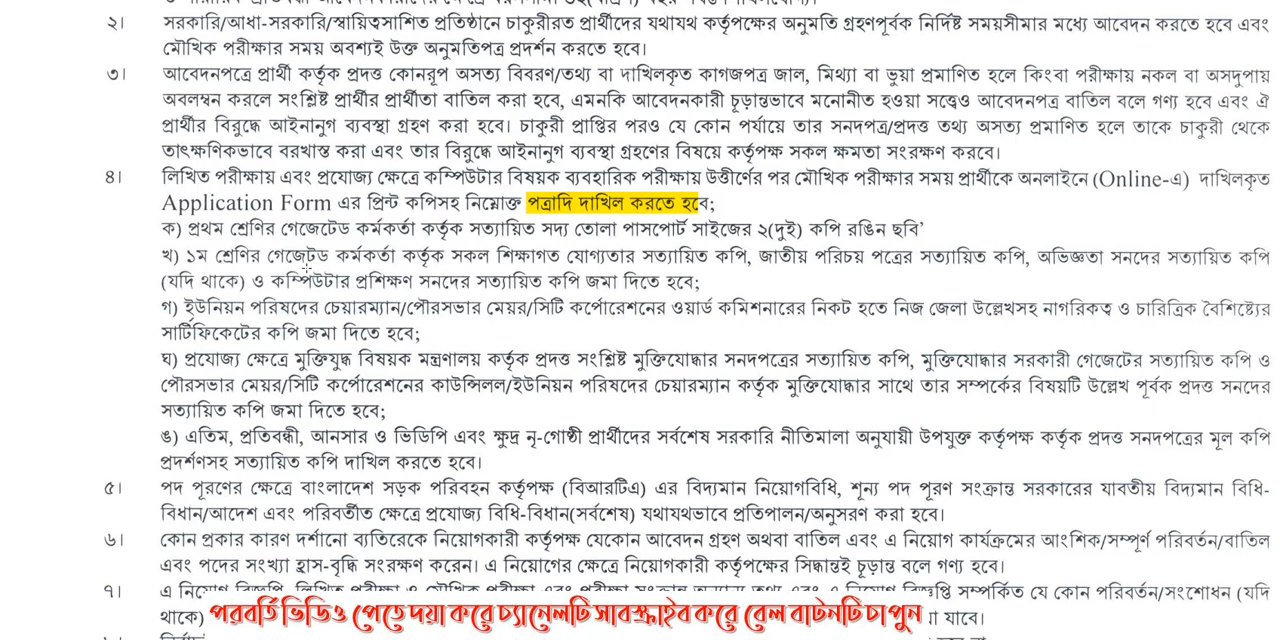 ২। সরকারি/আধা-সরকারি/স্বায়িত্বসাশিত প্রতিষ্ঠানে চাকুরীরত প্রার্থীদের যথাযথ কর্তৃপক্ষের অনুমতি গ্রহণপূর্বক নির্দিষ্ট সময়সীমার মধ্যে আবেদন করতে হবে এবং
মৌখিক পরীক্ষার সময় অবশ্যই উক্ত অনুমতিপত্র প্রদর্শন করতে হবে।
৩। আবেদনপত্রে প্রার্থী কর্তৃক প্রদত্ত কোনরূপ অসত্য বিবরণ/তথ্য বা দাখিলকৃত কাগজপত্র জাল, মিথ্যা বা ভুয়া প্রমাণিত হলে কিংবা পরীক্ষায় নকল বা অসদুপায়
অবলম্বন করলে সংশ্লিষ্ট প্রার্থীর প্রার্থীতা বাতিল করা হবে, এমনকি আবেদনকারী চূড়ান্তভাবে মনোনীত হওয়া সত্ত্বেও আবেদনপত্র বাতিল বলে গণ্য হবে এবং ঐ
প্রার্থীর বিরুদ্ধে আইনানুগ ব্যবস্থা গ্রহণ করা হবে। চাকুরী প্রাপ্তির পরও যে কোন পর্যায়ে তার সনদপত্র/প্রদত্ত তথ্য অসত্য প্রমাণিত হলে তাকে চাকুরী থেকে
তাৎক্ষণিকভাবে বরখাস্ত করা এবং তার বিরুদ্ধে আইনানুগ ব্যবস্থা গ্রহণের বিষয়ে কর্তৃপক্ষ সকল ক্ষমতা সংরক্ষণ করবে।
৪। লিখিত পরীক্ষায় এবং প্রযোজ্য ক্ষেত্রে কম্পিউটার বিষয়ক ব্যবহারিক পরীক্ষায় উত্তীর্ণের পর মৌখিক পরীক্ষার সময় প্রার্থীকে অনলাইনে (Online-এ) দাখিলকৃত
Application Form এর প্রিন্ট কপিসহ নিম্নোক্ত পত্রাদি দাখিল করতে হবে;
ক) প্রথম শ্রেণির গেজেটেড কর্মকর্তা কর্তৃক সত্যায়িত সদ্য তোলা পাসপোর্ট সাইজের ২(দুই) কপি রঙিন ছবি’
খ) ১ম শ্রেণির গেজেটড কর্মকর্তা কর্তৃক সকল শিক্ষাগত যোগ্যতার সত্যায়িত কপি, জাতীয় পরিচয় পত্রের সত্যায়িত কপি, অভিজ্ঞতা সনদের সত্যায়িত কপি
(যদি থাকে) ও কম্পিউটার প্রশিক্ষণ সনদের সত্যায়িত কপি জমা দিতে হবে;
গ) ইউনিয়ন পরিষদের চেয়ারম্যান/পৌরসভার মেয়র/সিটি কর্পোরেশনের ওয়ার্ড কমিশনারের নিকট হতে নিজ জেলা উল্লেখসহ নাগরিকত্ব ও চারিত্রিক বৈশিষ্ট্যের
সার্টিফিকেটের কপি জমা দিতে হবে;
ঘ) প্রযোজ্য ক্ষেত্রে মুক্তিযুদ্ধ বিষয়ক মন্ত্রণালয় কর্তৃক প্রদত্ত সংশ্লিষ্ট মুক্তিযোদ্ধার সনদপত্রের সত্যায়িত কপি, মুক্তিযোদ্ধার সরকারী গেজেটের সত্যায়িত কপি ও
পৌরসভার মেয়র/সিটি কর্পোরেশনের কাউন্সিলল/ইউনিয়ন পরিষদের চেয়ারম্যান কর্তৃক মুক্তিযোদ্ধার সাথে তার সম্পর্কের বিষয়টি উল্লেখ পূর্বক প্রদত্ত সনদের
সত্যায়িত কপি জমা দিতে হবে;
ঙ) এতিম, প্রতিবন্ধী, আনসার ও ভিডিপি এবং ক্ষুদ্র নৃ-গোষ্ঠী প্রার্থীদের সর্বশেষ সরকারি নীতিমালা অনুযায়ী উপযুক্ত কর্তৃপক্ষ কর্তৃক প্রদত্ত সনদপত্রের মূল কপি
প্রদর্শনসহ সত্যায়িত কপি দাখিল করতে হবে।
৫। পদ পূরণের ক্ষেত্রে বাংলাদেশ সড়ক পরিবহন কর্তৃপক্ষ (বিআরটিএ) এর বিদ্যমান নিয়োগবিধি, শূন্য পদ পূরণ সংক্রান্ত সরকারের যাবতীয় বিদ্যমান বিধি-
বিধান/আদেশ এবং পরিবর্তীত ক্ষেত্রে প্রযোজ্য বিধি-বিধান(সর্বশেষ) যথাযথভাবে প্রতিপালন/অনুসরণ করা হবে।
৬। কোন প্রকার কারণ দর্শানো ব্যতিরেকে নিয়োগকারী কর্তৃপক্ষ যেকোন আবেদন গ্রহণ অথবা বাতিল এবং এ নিয়োগ কার্যক্রমের আংশিক/সম্পূর্ণ পরিবর্তন/বাতিল
এবং পদের সংখ্যা হ্রাস-বৃদ্ধি সংরক্ষণ করেন। এ নিয়োগের ক্ষেত্রে নিয়োগকারী কর্তৃপক্ষের সিদ্ধান্তই চূড়ান্ত বলে গণ্য হবে।
৭। এ নিয়োগ বিজ্ঞপ্তি, লিখিত পরীক্ষা ও মৌখিক পরীক্ষা এবং পরীক্ষা সংক্রান্ত অন্যান্য তথ্য এবং এ নিয়োগ বিজ্ঞপ্তি সম্পর্কিত যে কোন পরিবর্তন/সংশোধন (যদি
থাকে) যাবে।
পরবর্তি ভিডিও পেতে দয়া করে চ্যানেলটি সাবস্ক্রাইব করে বেল বাটনটি চাপুন